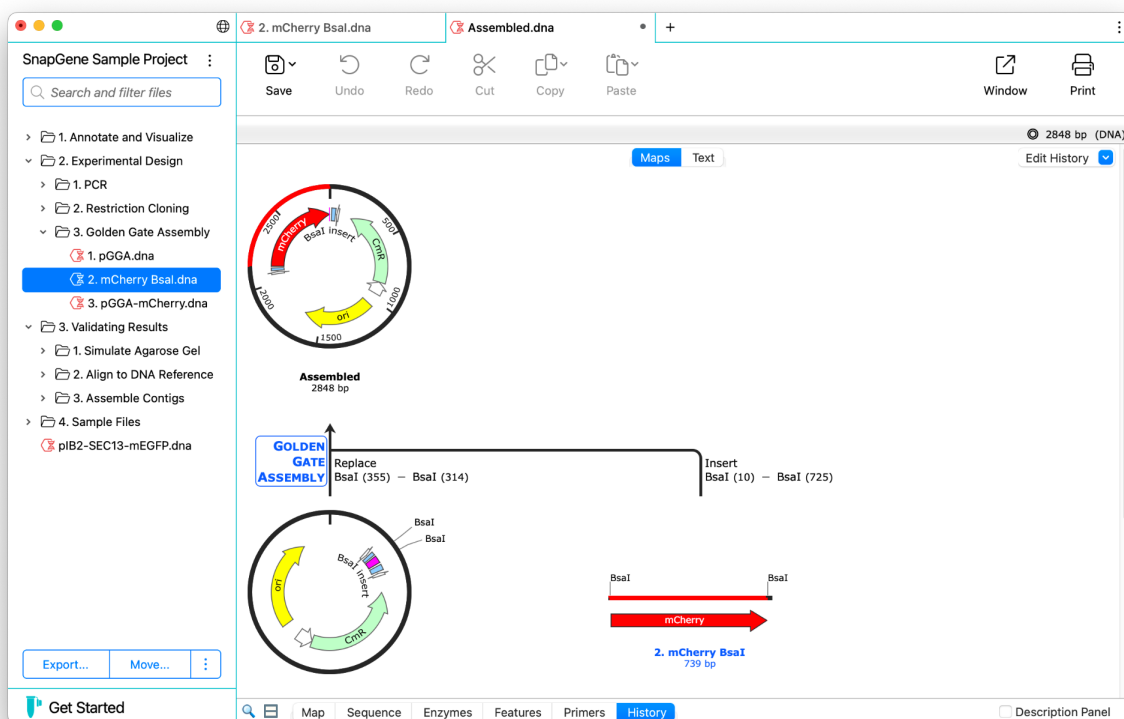 2. mCherry BsaI.dna
Assembled.dna
+
SnapGene Sample Project
Search and filter files
Save
Undo
Redo
Cut
Copy
Paste
Window
Print
2848 bp (DNA)
Maps
Text
Edit History
1. Annotate and Visualize
2. Experimental Design
1. PCR
2. Restriction Cloning
3. Golden Gate Assembly
1. pGGA.dna
2. mCherry BsaI.dna
3. pGGA-mCherry.dna
3. Validating Results
1. Simulate Agarose Gel
2. Align to DNA Reference
3. Assemble Contigs
4. Sample Files
pIB2-SEC13-mEGFP.dna
Export...
Move...
Get Started
2500
500
mCherry
BsaI insert
CmR
2000
1000
ori
1500
Assembled
2848 bp
GOLDEN
GATE
ASSEMBLY
Replace
BsaI (355) – BsaI (314)
Insert
BsaI (10) – BsaI (725)
BsaI
BsaI
BsaI insert
ori
CmR
BsaI
BsaI
mCherry
2. mCherry BsaI
739 bp
Map
Sequence
Enzymes
Features
Primers
History
Description Panel